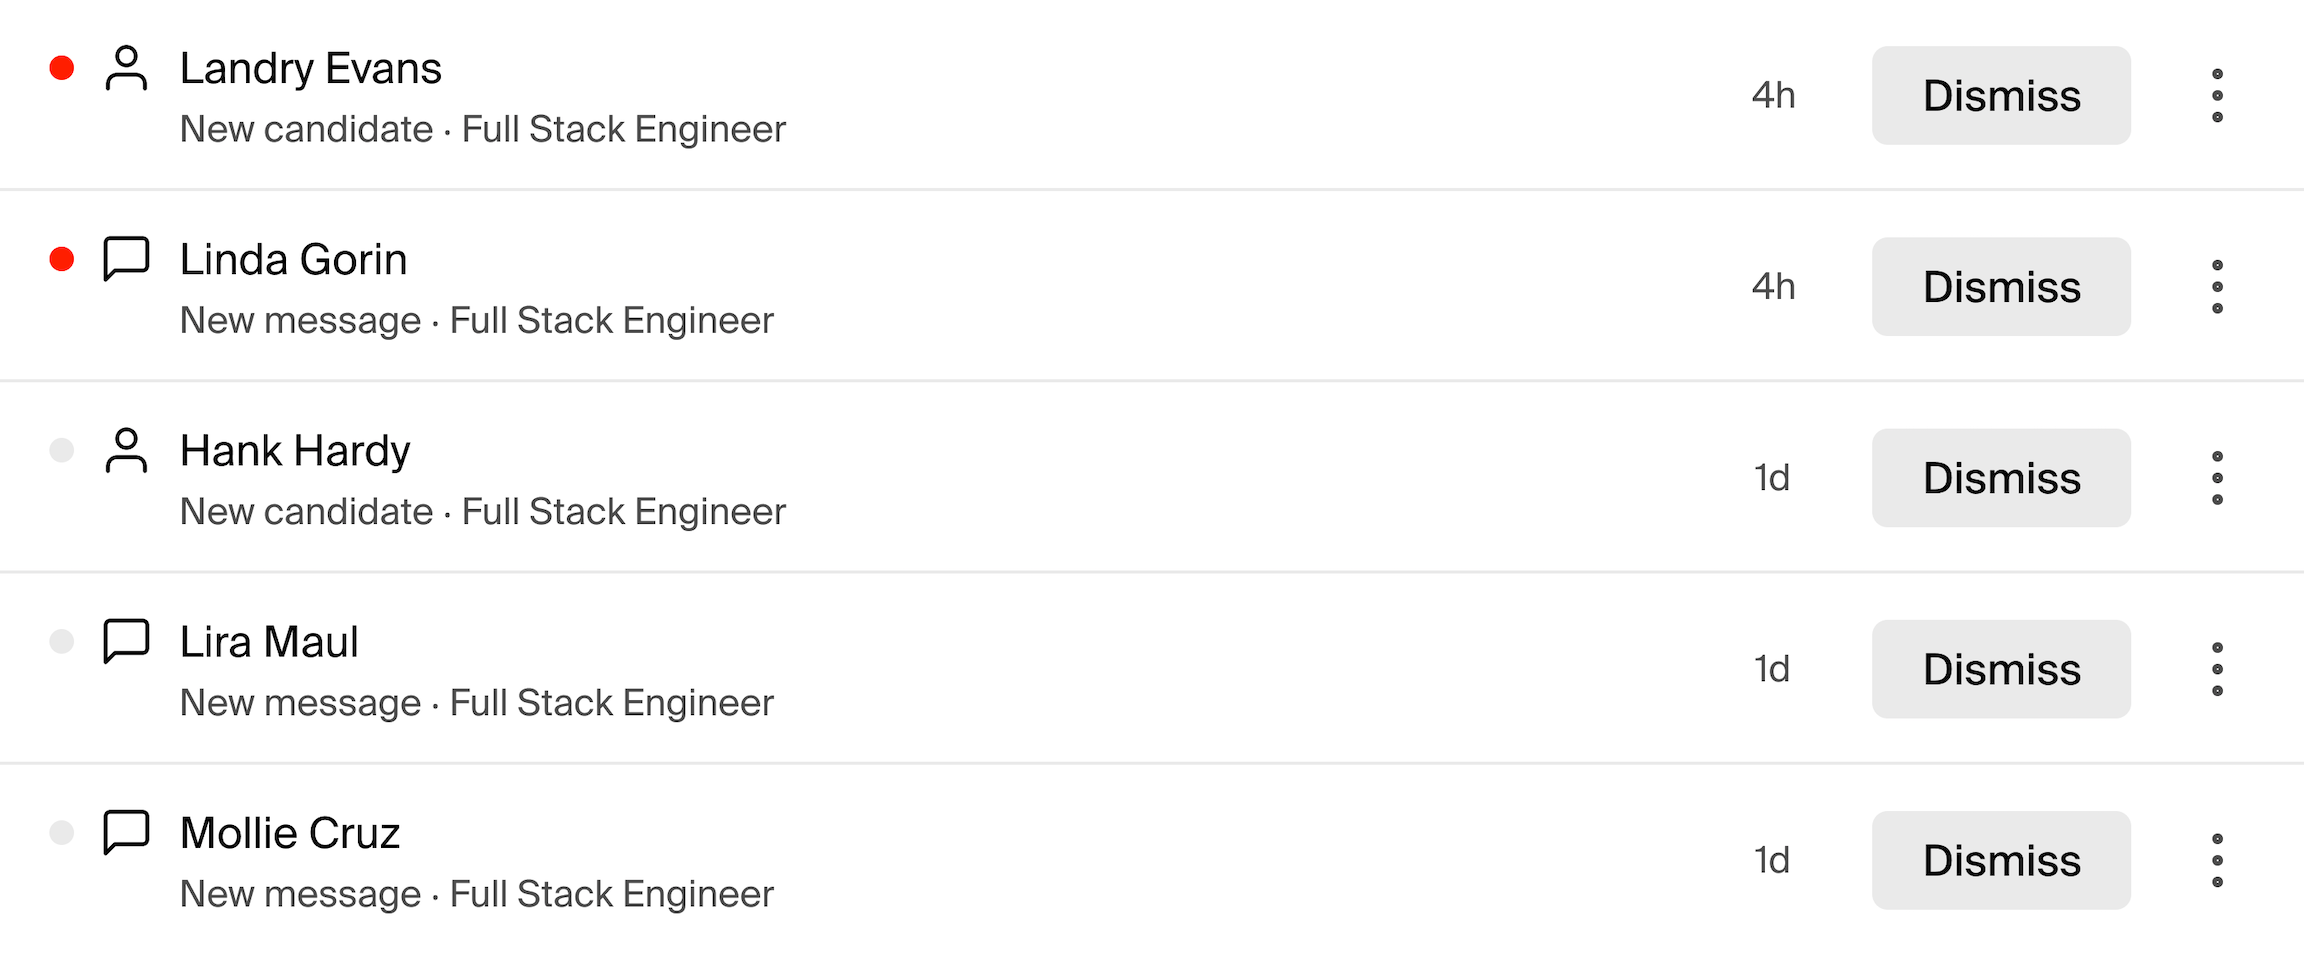 Landry Evans
New candidate · Full Stack Engineer
4h
Dismiss
Linda Gorin
New message · Full Stack Engineer
4h
Dismiss
Hank Hardy
New candidate · Full Stack Engineer
1d
Dismiss
Lira Maul
New message · Full Stack Engineer
1d
Dismiss
Mollie Cruz
New message · Full Stack Engineer
1d
Dismiss